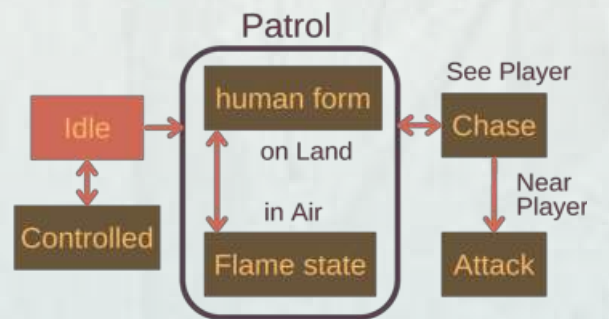 Patrol
Idle
Controlled
human form
on Land
in Air
Flame state
See Player
Chase
Near
Player
Attack